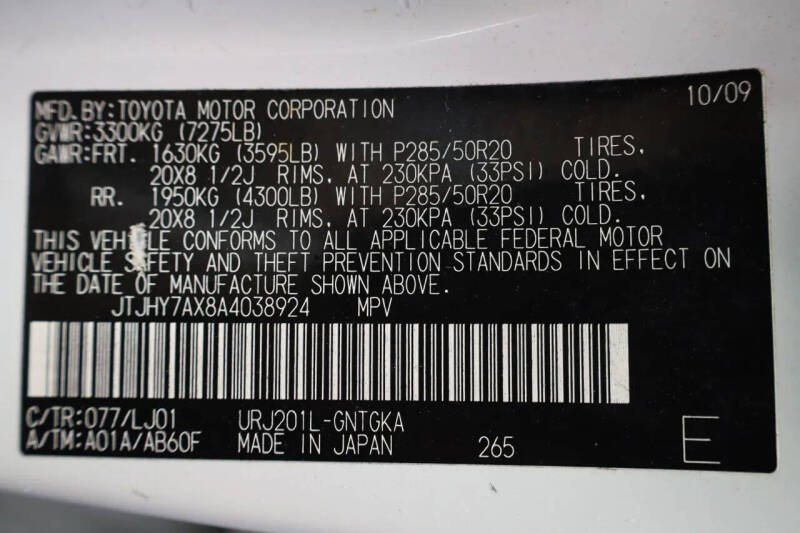 MFD. BY: TOYOTA MOTOR CORPORATION 10/09
GVWR: 3300KG (7275LB)
GAWR: FRT. 1630KG (3595LB) WITH P285/50R20 TIRES,
20X8 1/2J RIMS, AT 230KPA (33PSI) COLD.
RR. 1950KG (4300LB) WITH P285/50R20 TIRES,
20X8 1/2J RIMS, AT 230KPA (33PSI) COLD.
THIS VEHICLE CONFORMS TO ALL APPLICABLE FEDERAL MOTOR
VEHICLE SAFETY AND THEFT PREVENTION STANDARDS IN EFFECT ON
THE DATE OF MANUFACTURE SHOWN ABOVE.
JTJHY7AX8A4038924 MPV
C/TR: 077/LJ01 URJ201L-GNTGKA
A/TM: A01A/AB60F MADE IN JAPAN 265 E